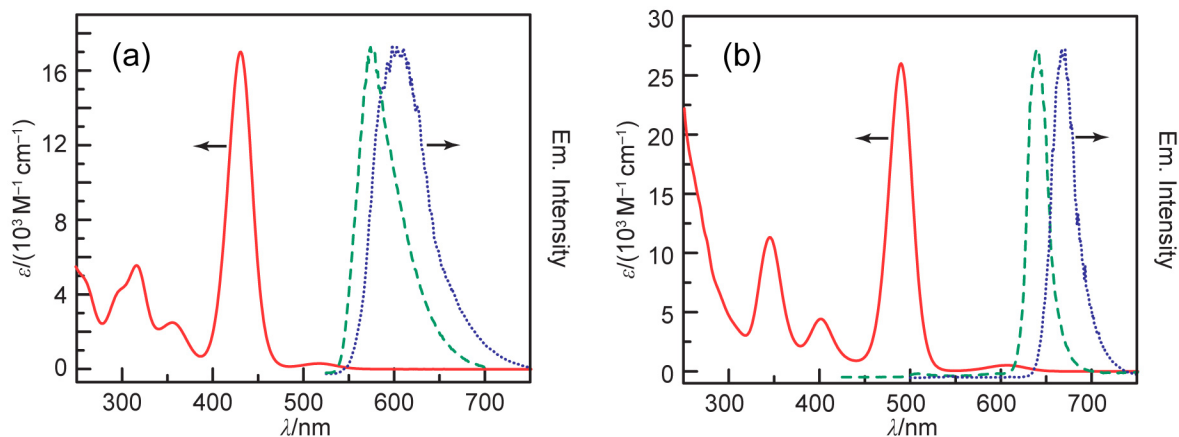 (a)
16
12
8
4
0
ε/(10³ M⁻¹ cm⁻¹)
300 400 500 600 700
λ/nm
Em. Intensity
(b)
30
25
20
15
10
5
0
ε/(10³ M⁻¹ cm⁻¹)
300 400 500 600 700
λ/nm
Em. Intensity